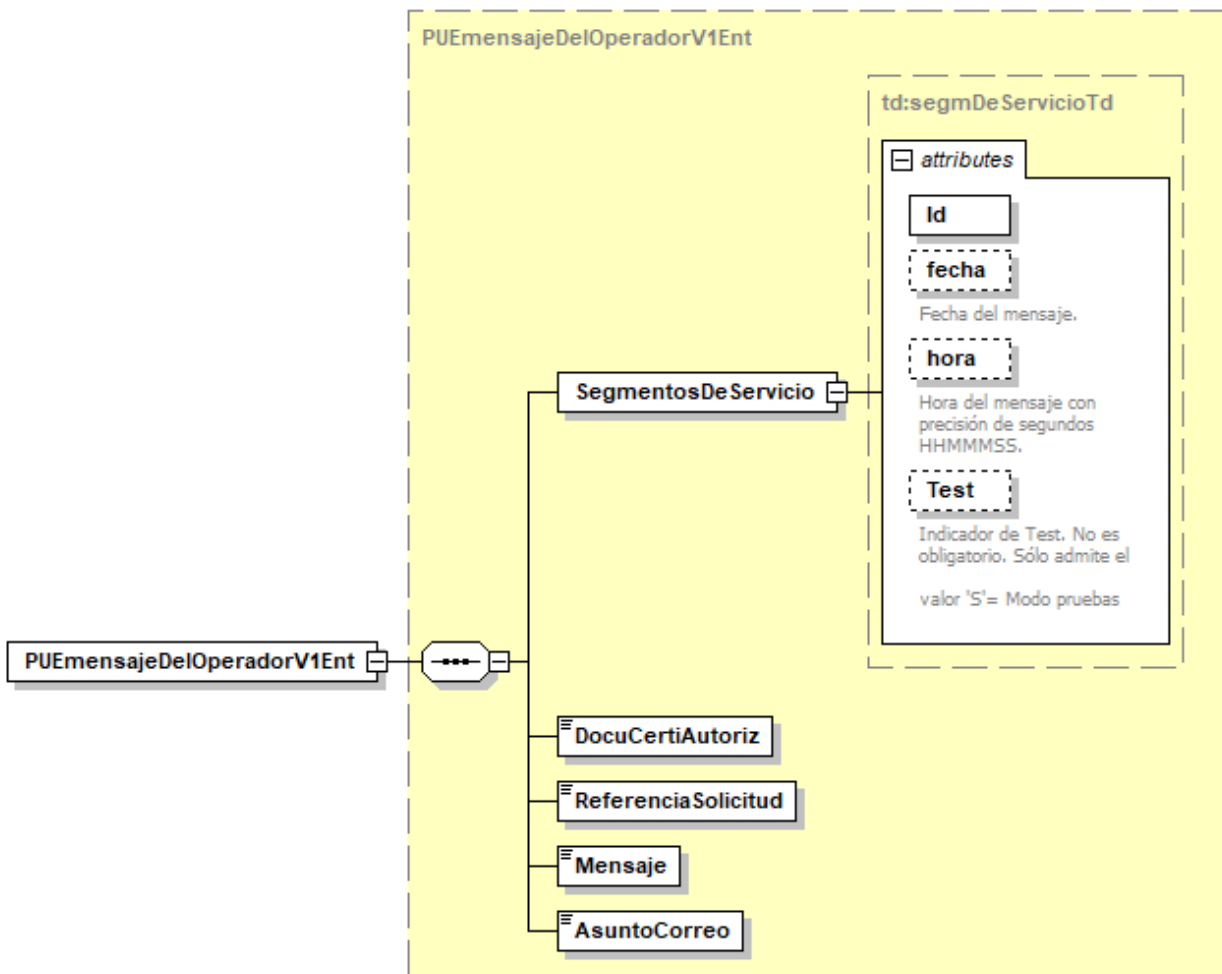 PUEmensajeDelOperadorV1Ent
td:segmDeServicioTd
attributes
Id
fecha
Fecha del mensaje.
hora
Hora del mensaje con
precisión de segundos
HHMMMSS.
Test
Indicador de Test. No es
obligatorio. Sólo admite el
valor 'S'= Modo pruebas
SegmentosDeServicio
PUEmensajeDelOperadorV1Ent
DocuCertiAutoriz
ReferenciaSolicitud
Mensaje
AsuntoCorreo